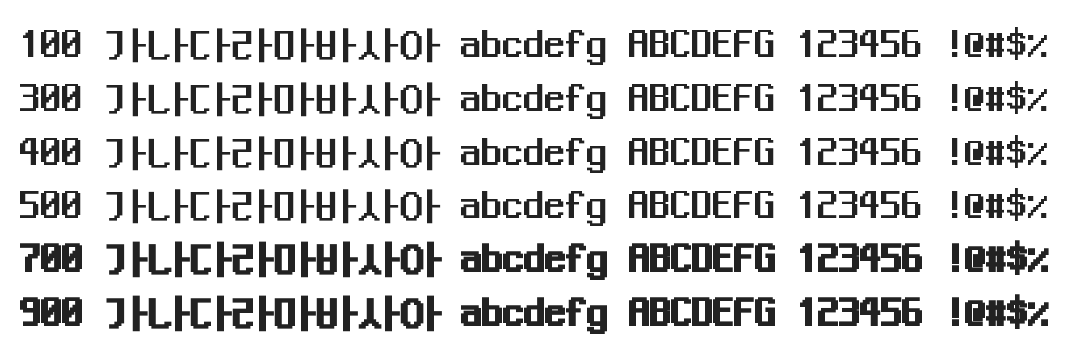 100 가나다라마바사아 abcdefg ABCDEFG 123456 !@#$%
300 가나다라마바사아 abcdefg ABCDEFG 123456 !@#$%
400 가나다라마바사아 abcdefg ABCDEFG 123456 !@#$%
500 가나다라마바사아 abcdefg ABCDEFG 123456 !@#$%
700 가나다라마바사아 abcdefg ABCDEFG 123456 !@#$%
900 가나다라마바사아 abcdefg ABCDEFG 123456 !@#$%